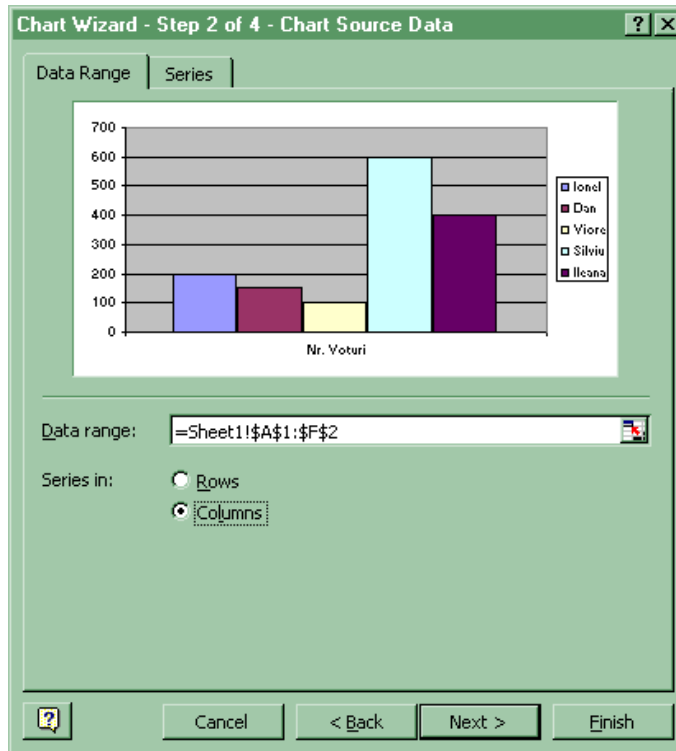 Chart Wizard - Step 2 of 4 - Chart Source Data
Data Range Series
700
600
500
400
300
200
100
0
Nr. Voturi
Ionel
Dan
Viore
Silviu
Ileana
Data range: =Sheet1!$A$1:$F$2
Series in: Rows
Columns
Cancel < Back Next > Finish